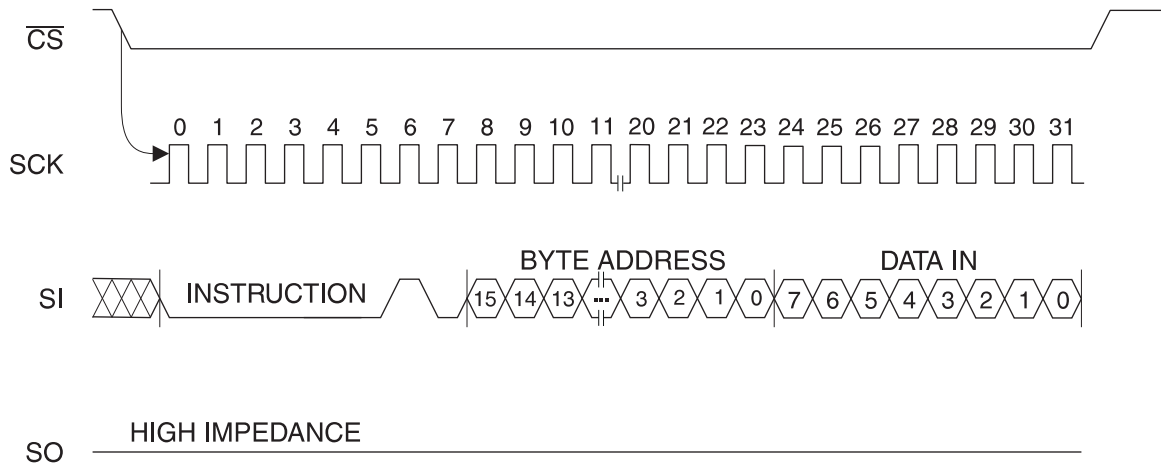 CS
0 1 2 3 4 5 6 7 8 9 10 11 20 21 22 23 24 25 26 27 28 29 30 31
SCK
BYTE ADDRESS DATA IN
SI INSTRUCTION 15 14 13 ... 3 2 1 0 7 6 5 4 3 2 1 0
HIGH IMPEDANCE
SO